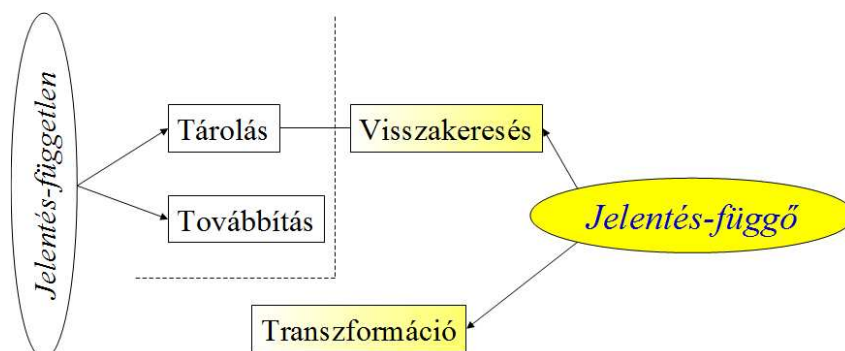 Jelentés-független
Tárolás
Visszakeresés
Továbbítás
Jelentés-függő
Transzformáció